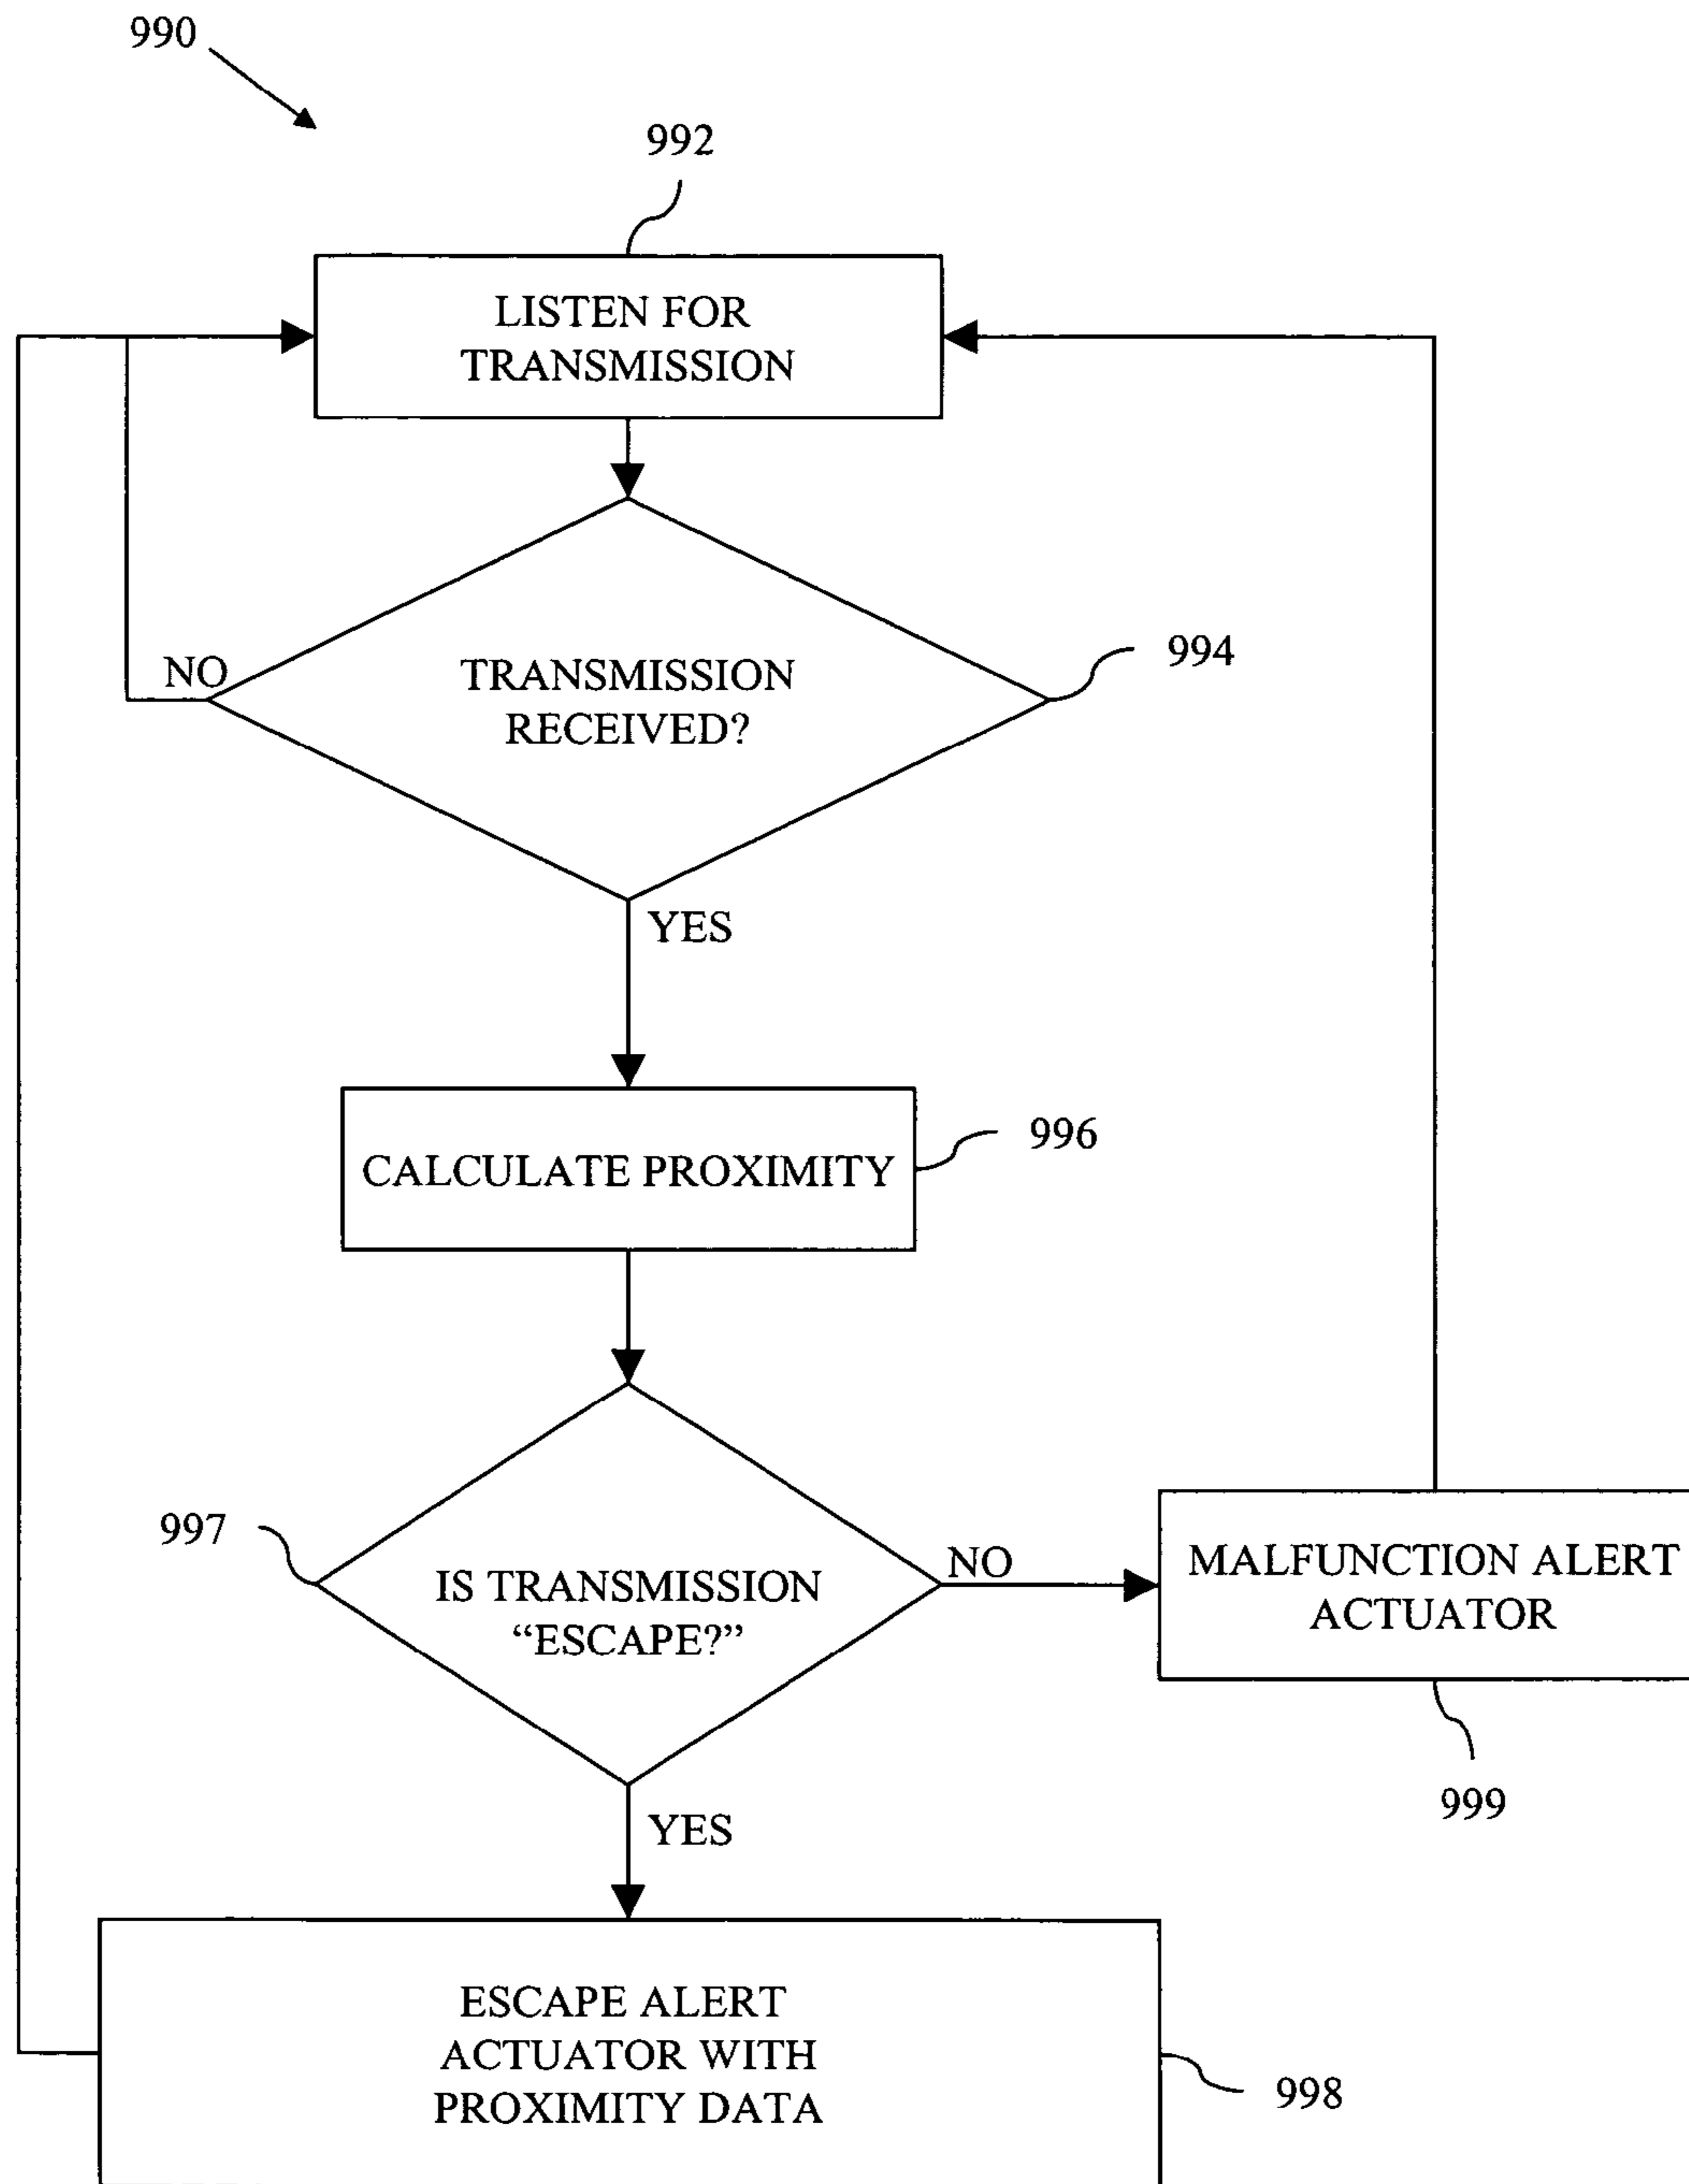 990
992
LISTEN FOR
TRANSMISSION
994
NO
TRANSMISSION
RECEIVED?
YES
996
CALCULATE PROXIMITY
997
NO
IS TRANSMISSION
“ESCAPE?”
MALFUNCTION ALERT
ACTUATOR
999
YES
ESCAPE ALERT
ACTUATOR WITH
PROXIMITY DATA
998